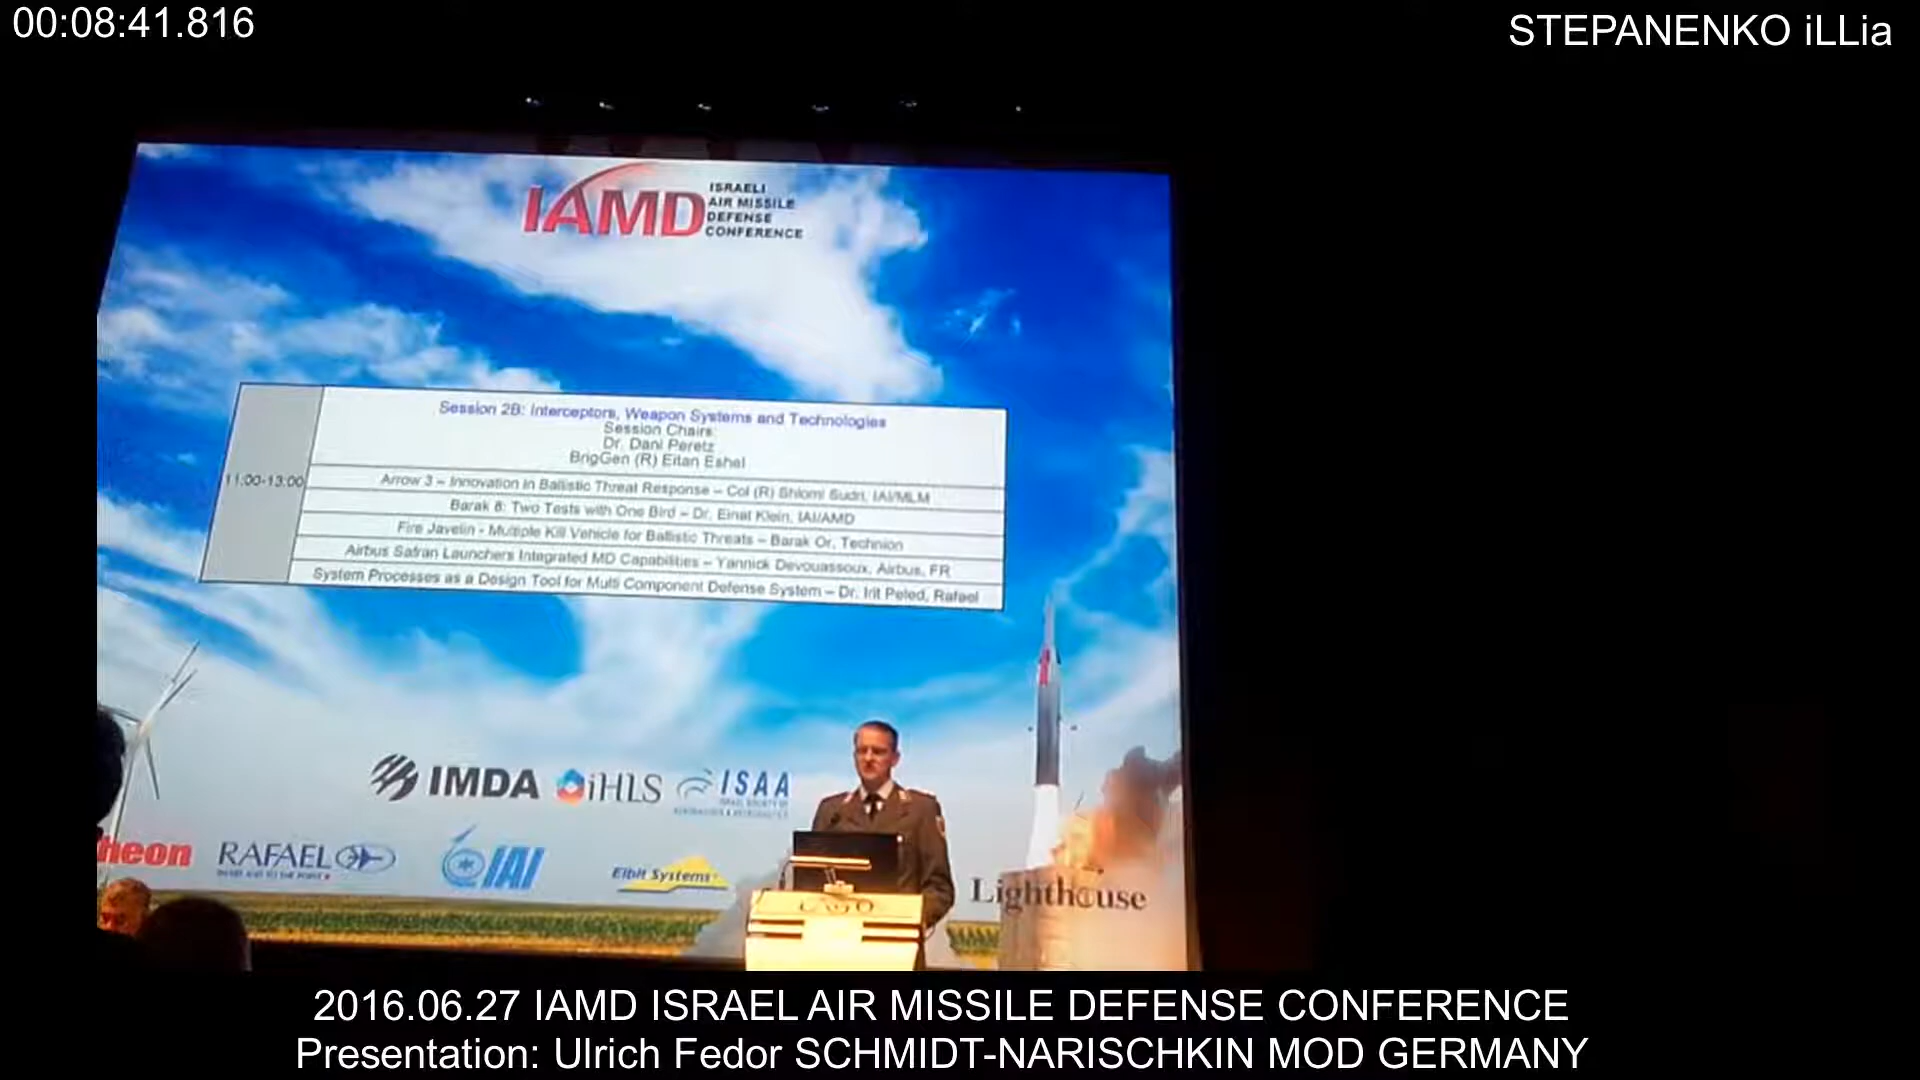 00:08:41.816
STEPANENKO iLLia
IAMD
ISRAELI
AIR MISSILE
DEFENSE
CONFERENCE
Session 2B: Interceptors, Weapon Systems and Technologies
Session Chairs:
Dr. Dani Peretz
BrigGen (R) Eitan Eshel
11:00-13:00
Arrow 3 – Innovation in Ballistic Threat Response – Col (R) Shlomi Sudri, IAI/MLM
Barak 8: Two Tests with One Bird – Dr. Einat Klein, IAI/AMD
Fire Javelin - Multiple Kill Vehicle for Ballistic Threats – Barak Or, Technion
Airbus Safran Launchers Integrated MD Capabilities – Yannick Devouassoux, Airbus, FR
System Processes as a Design Tool for Multi Component Defense System – Dr. Irit Peled, Rafael
IMDA
iHLS
ISAA
heon
RAFAEL
IAI
Elbit Systems
Lighthouse
LAGO
2016.06.27 IAMD ISRAEL AIR MISSILE DEFENSE CONFERENCE
Presentation: Ulrich Fedor SCHMIDT-NARISCHKIN MOD GERMANY